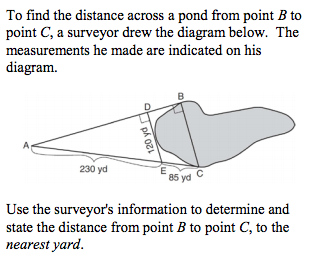 To find the distance across a pond from point B to
point C, a surveyor drew the diagram below. The
measurements he made are indicated on his
diagram.
B
D
120 yd
A
230 yd
E
85 yd
C
Use the surveyor's information to determine and
state the distance from point B to point C, to the
nearest yard.